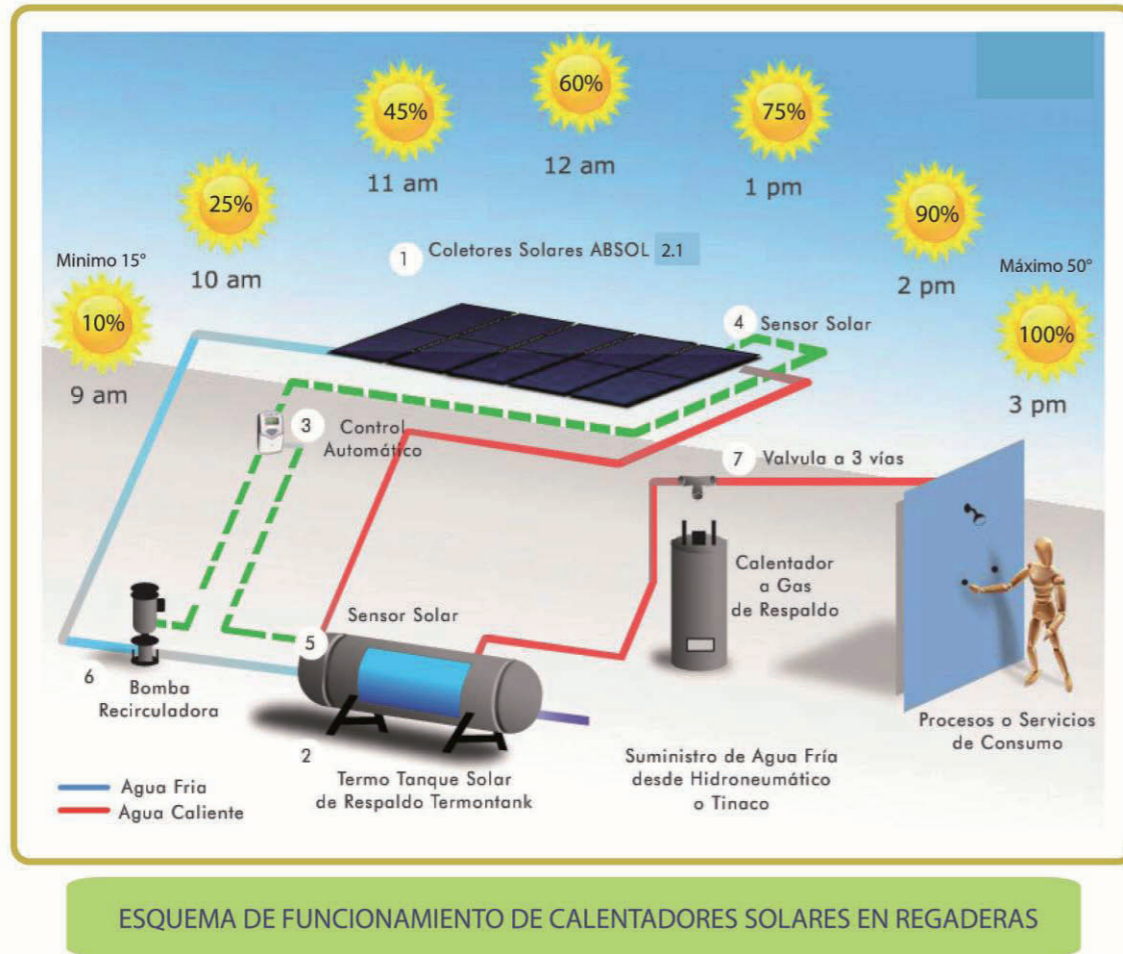 60%
45%
75%
12 am
11 am
1 pm
25%
90%
1 Coletores Solares ABSOL 2.1
Minimo 15°
10 am
2 pm
Máximo 50°
10%
4 Sensor Solar
100%
9 am
3 pm
3 Control
Automático
7 Valvula a 3 vías
Calentador
a Gas
de Respaldo
Sensor Solar
5
6 Bomba
Recirculadora
Procesos o Servicios
de Consumo
2 Termo Tanque Solar
de Respaldo Termontank
Suministro de Agua Fría
desde Hidroneumático
o Tinaco
Agua Fria
Agua Caliente
ESQUEMA DE FUNCIONAMIENTO DE CALENTADORES SOLARES EN REGADERAS